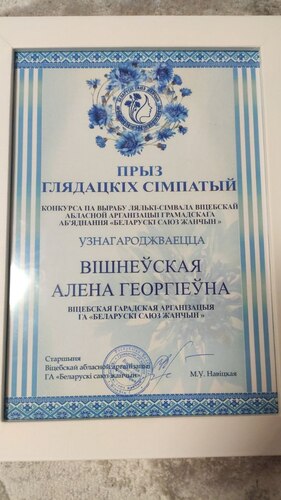 ПРЫЗ
ГЛЯДАЦКІХ СІМПАТЫЙ
КОНКУРСА ПА ВЫРАБУ ЛЯЛЬКІ-СІМВАЛА ВІЦЕБСКАЙ
АБЛАСНОЙ АРГАНІЗАЦЫІ ГРАМАДСКАГА
АБ'ЯДНАННЯ «БЕЛАРУСКІ САЮЗ ЖАНЧЫН»
УЗНАГАРОДЖВАЕЦЦА
ВІШНЕЎСКАЯ
АЛЕНА ГЕОРГІЕЎНА
ВІЦЕБСКАЯ ГАРАДСКАЯ АРГАНІЗАЦЫЯ
ГА «БЕЛАРУСКІ САЮЗ ЖАНЧЫН»
Старшыня
Віцебскай абласной арганізацыі
ГА «Беларускі саюз жанчын»
М.У. Навіцкая